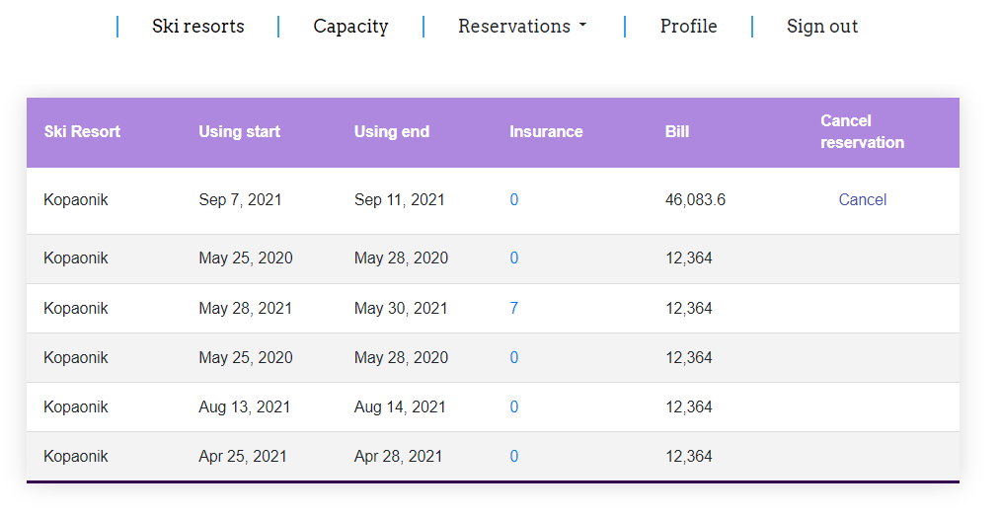 Ski resorts Capacity Reservations Profile Sign out
Ski Resort Using start Using end Insurance Bill Cancel
reservation
Kopaonik Sep 7, 2021 Sep 11, 2021 0 46,083.6 Cancel
Kopaonik May 25, 2020 May 28, 2020 0 12,364
Kopaonik May 28, 2021 May 30, 2021 7 12,364
Kopaonik May 25, 2020 May 28, 2020 0 12,364
Kopaonik Aug 13, 2021 Aug 14, 2021 0 12,364
Kopaonik Apr 25, 2021 Apr 28, 2021 0 12,364